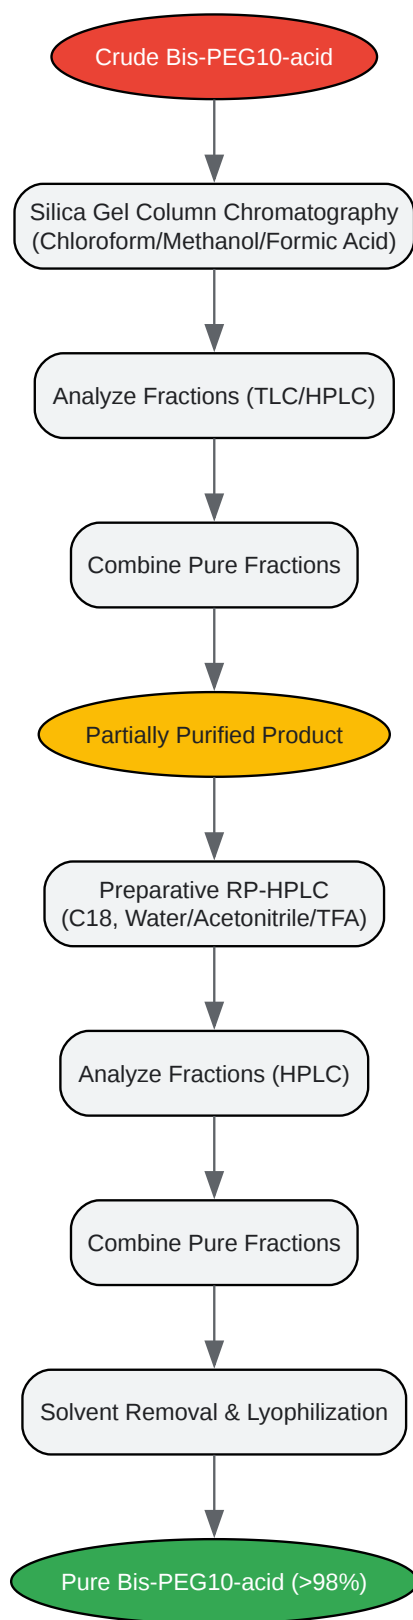 Crude Bis-PEG10-acid
Silica Gel Column Chromatography
(Chloroform/Methanol/Formic Acid)
Analyze Fractions (TLC/HPLC)
Combine Pure Fractions
Partially Purified Product
Preparative RP-HPLC
(C18, Water/Acetonitrile/TFA)
Analyze Fractions (HPLC)
Combine Pure Fractions
Solvent Removal & Lyophilization
Pure Bis-PEG10-acid (>98%)